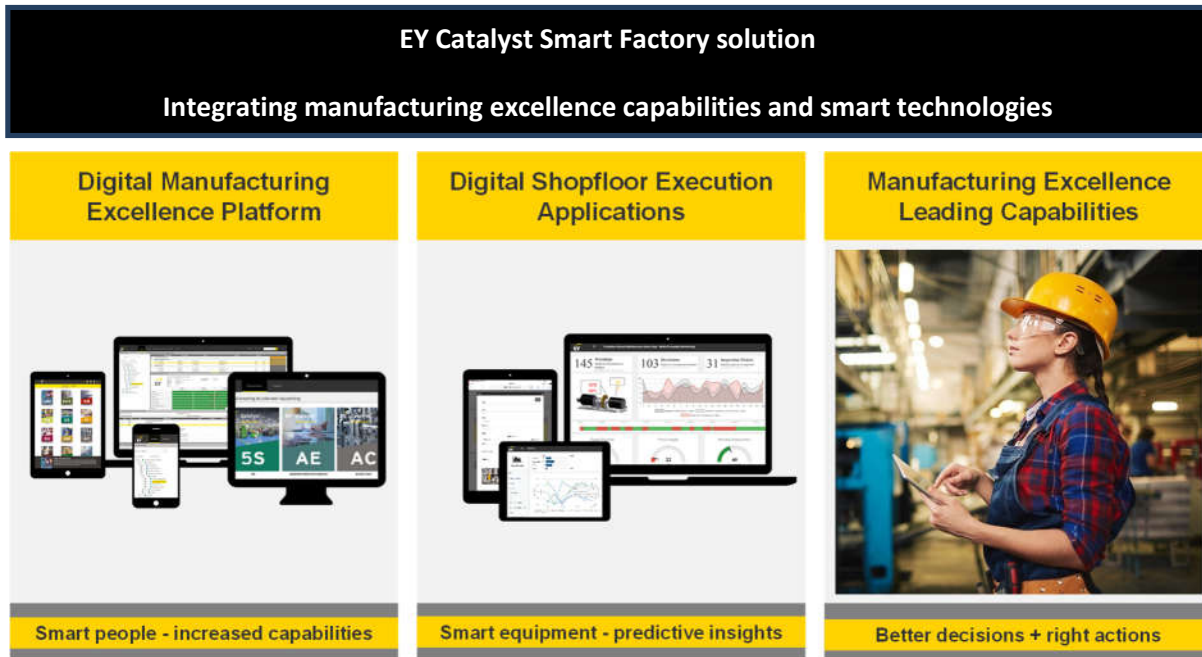 EY Catalyst Smart Factory solution
Integrating manufacturing excellence capabilities and smart technologies
Digital Manufacturing
Excellence Platform
Digital Shopfloor Execution
Applications
Manufacturing Excellence
Leading Capabilities
5S
AE
AC
145
103
31
Smart people - increased capabilities
Smart equipment - predictive insights
Better decisions + right actions